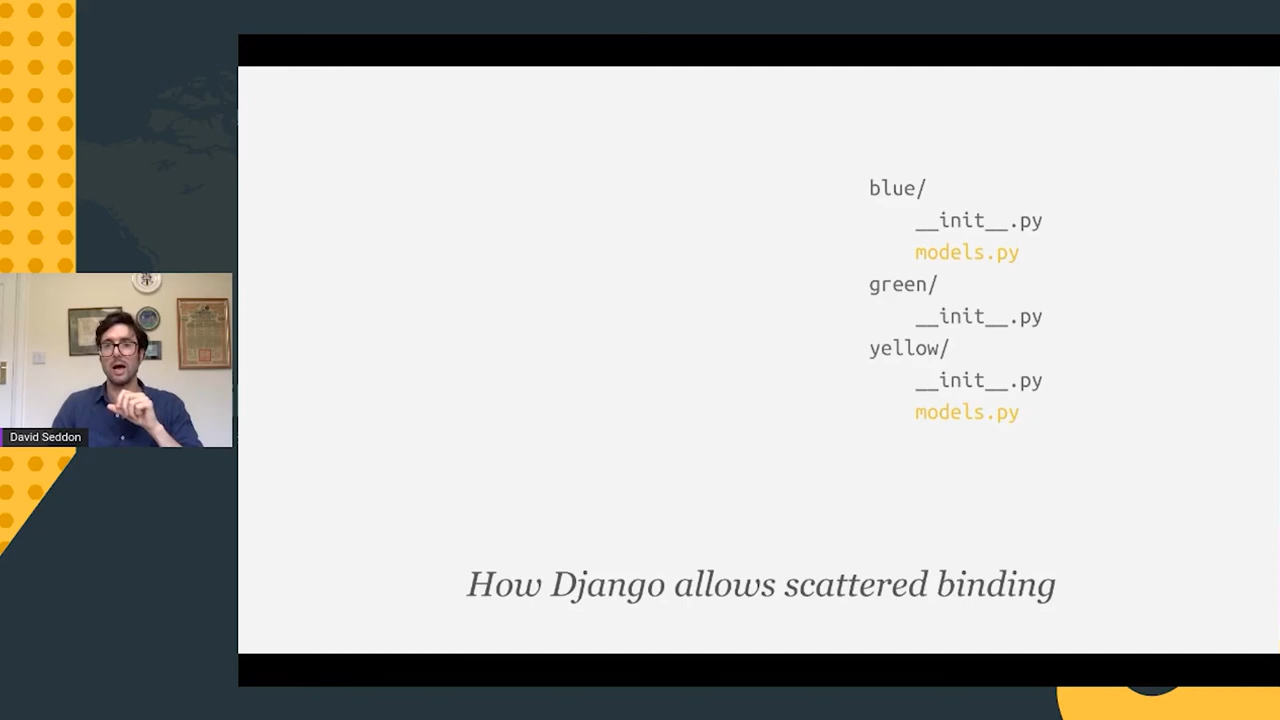 blue/
__init__.py
models.py
green/
__init__.py
yellow/
__init__.py
models.py
David Seddon
How Django allows scattered binding